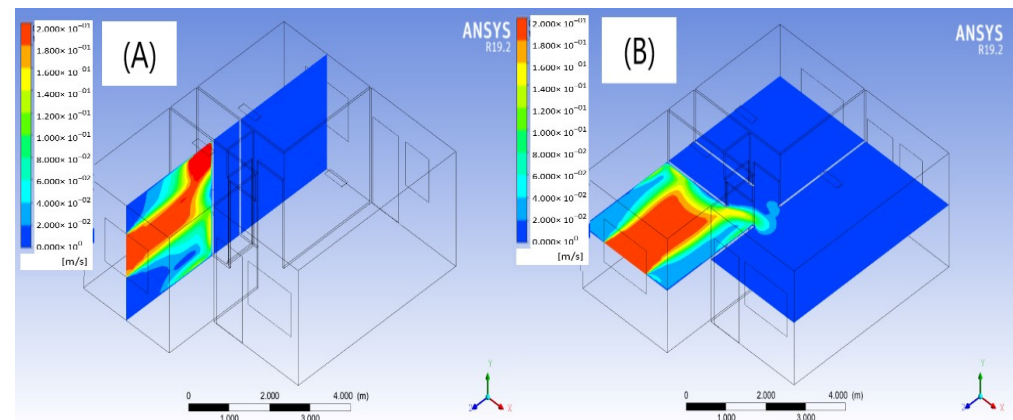 2.000× 10⁻⁰¹
1.800× 10⁻⁰¹
1.600× 10⁻⁰¹
1.400× 10⁻⁰¹
1.200× 10⁻⁰¹
1.000× 10⁻⁰¹
8.000× 10⁻⁰²
6.000× 10⁻⁰²
4.000× 10⁻⁰²
2.000× 10⁻⁰²
0.000× 10⁰
[m/s]
(A)
ANSYS
R19.2
0
2.000
4.000 (m)
1.000
3.000
Y
Z
X
2.000× 10⁻⁰¹
1.800× 10⁻⁰¹
1.600× 10⁻⁰¹
1.400× 10⁻⁰¹
1.200× 10⁻⁰¹
1.000× 10⁻⁰¹
8.000× 10⁻⁰²
6.000× 10⁻⁰²
4.000× 10⁻⁰²
2.000× 10⁻⁰²
0.000× 10⁰
[m/s]
(B)
ANSYS
R19.2
0
2.000
4.000 (m)
1.000
3.000
Y
Z
X